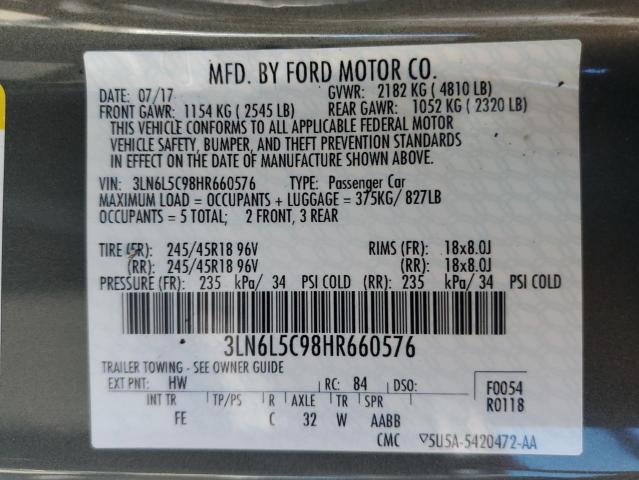 MFD. BY FORD MOTOR CO.
DATE: 07/17 GVWR: 2182 KG ( 4810 LB)
FRONT GAWR: 1154 KG ( 2545 LB) REAR GAWR: 1052 KG ( 2320 LB)
THIS VEHICLE CONFORMS TO ALL APPLICABLE FEDERAL MOTOR
VEHICLE SAFETY, BUMPER, AND THEFT PREVENTION STANDARDS
IN EFFECT ON THE DATE OF MANUFACTURE SHOWN ABOVE.
VIN: 3LN6L5C98HR660576 TYPE: Passenger Car
MAXIMUM LOAD = OCCUPANTS + LUGGAGE = 375KG/ 827LB
OCCUPANTS = 5 TOTAL; 2 FRONT, 3 REAR
TIRE (FR): 245/45R18 96V RIMS (FR): 18x8.0J
(RR): 245/45R18 96V (RR): 18x8.0J
PRESSURE (FR): 235 kPa/ 34 PSI COLD (RR): 235 kPa/ 34 PSI COLD
3LN6L5C98HR660576
TRAILER TOWING - SEE OWNER GUIDE
EXT PNT: HW RC: 84 DSO: F0054
INT TR TP/PS R AXLE TR SPR R0118
FE C 32 W AABB
CMC ▽5U5A-5420472-AA